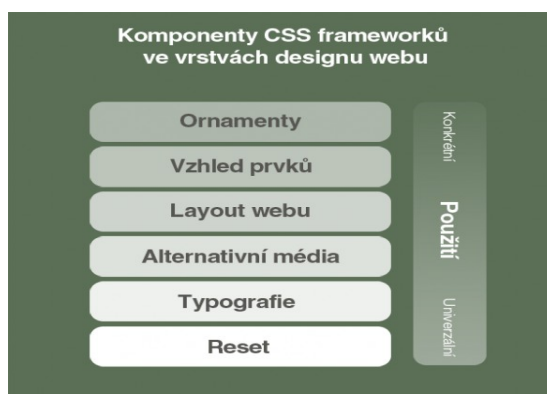 Komponenty CSS frameworků
ve vrstvách designu webu
Ornamenty
Vzhled prvků
Layout webu
Alternativní média
Typografie
Reset
Konkrétní
Použití
Univerzální